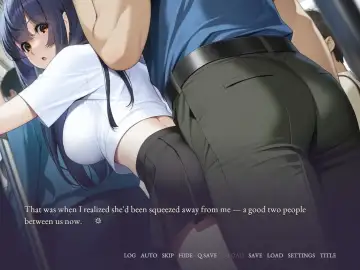 That was when I realized she'd been squeezed away from me — a good two people
between us now.
LOG AUTO SKIP HIDE Q.SAVE SAVE LOAD SETTINGS TITLE